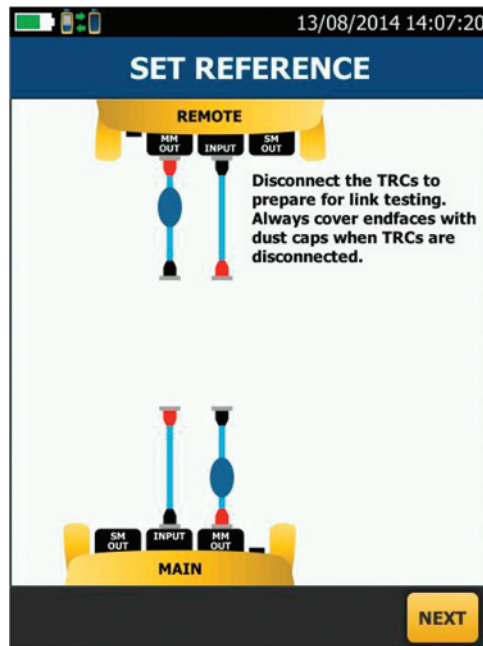 13/08/2014 14:07:20
SET REFERENCE
REMOTE
MM OUT
INPUT
SM OUT
Disconnect the TRCs to
prepare for link testing.
Always cover endfaces with
dust caps when TRCs are
disconnected.
SM OUT
INPUT
MM OUT
MAIN
NEXT